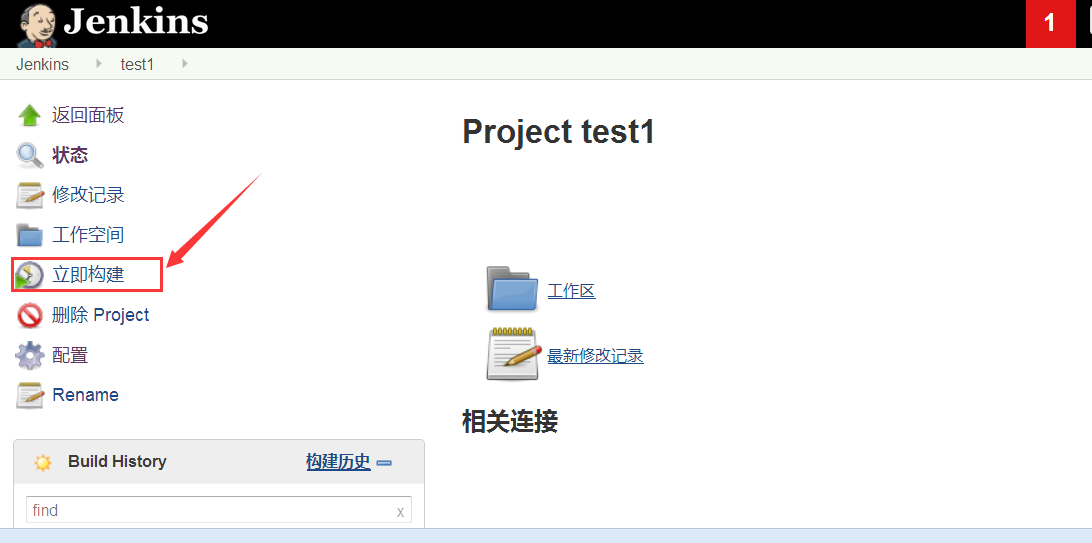 Jenkins
1
Jenkins
test1
返回面板
状态
修改记录
工作空间
立即构建
删除 Project
配置
Rename
Build History
构建历史
find
x
Project test1
工作区
最新修改记录
相关连接